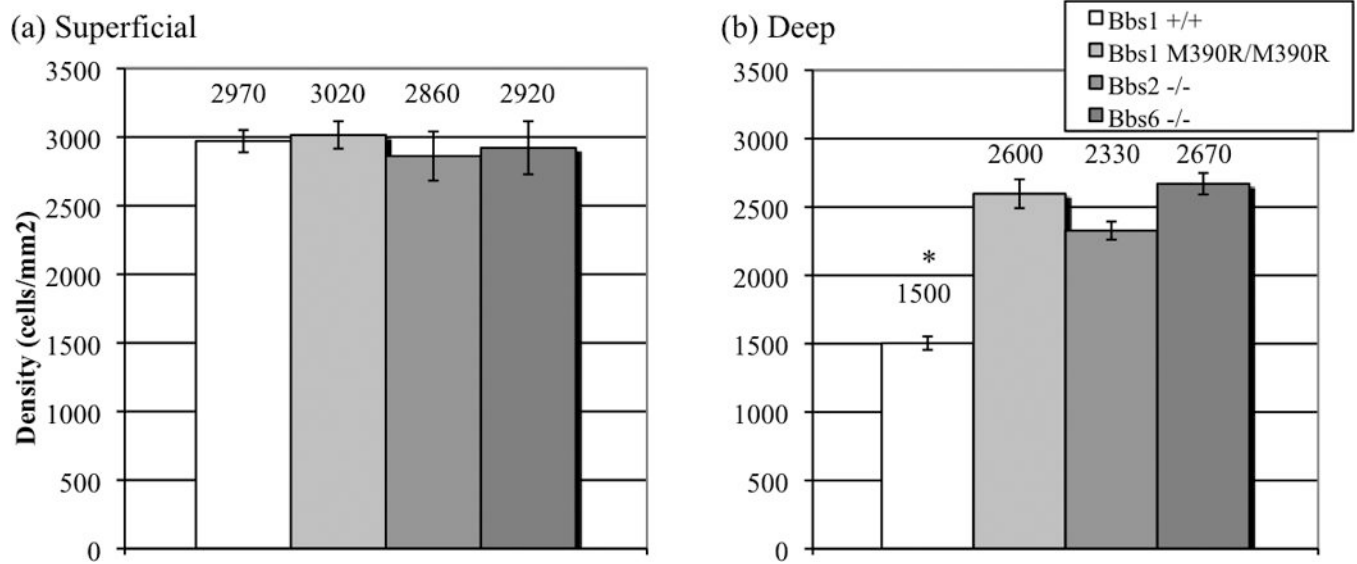 (a) Superficial
Density (cells/mm2)
3500
3000
2500
2000
1500
1000
500
0
2970 3020 2860 2920
(b) Deep
Bbs1 +/+
Bbs1 M390R/M390R
Bbs2 -/-
Bbs6 -/-
3500
3000
2500
2000
1500
1000
500
0
*
1500 2600 2330 2670